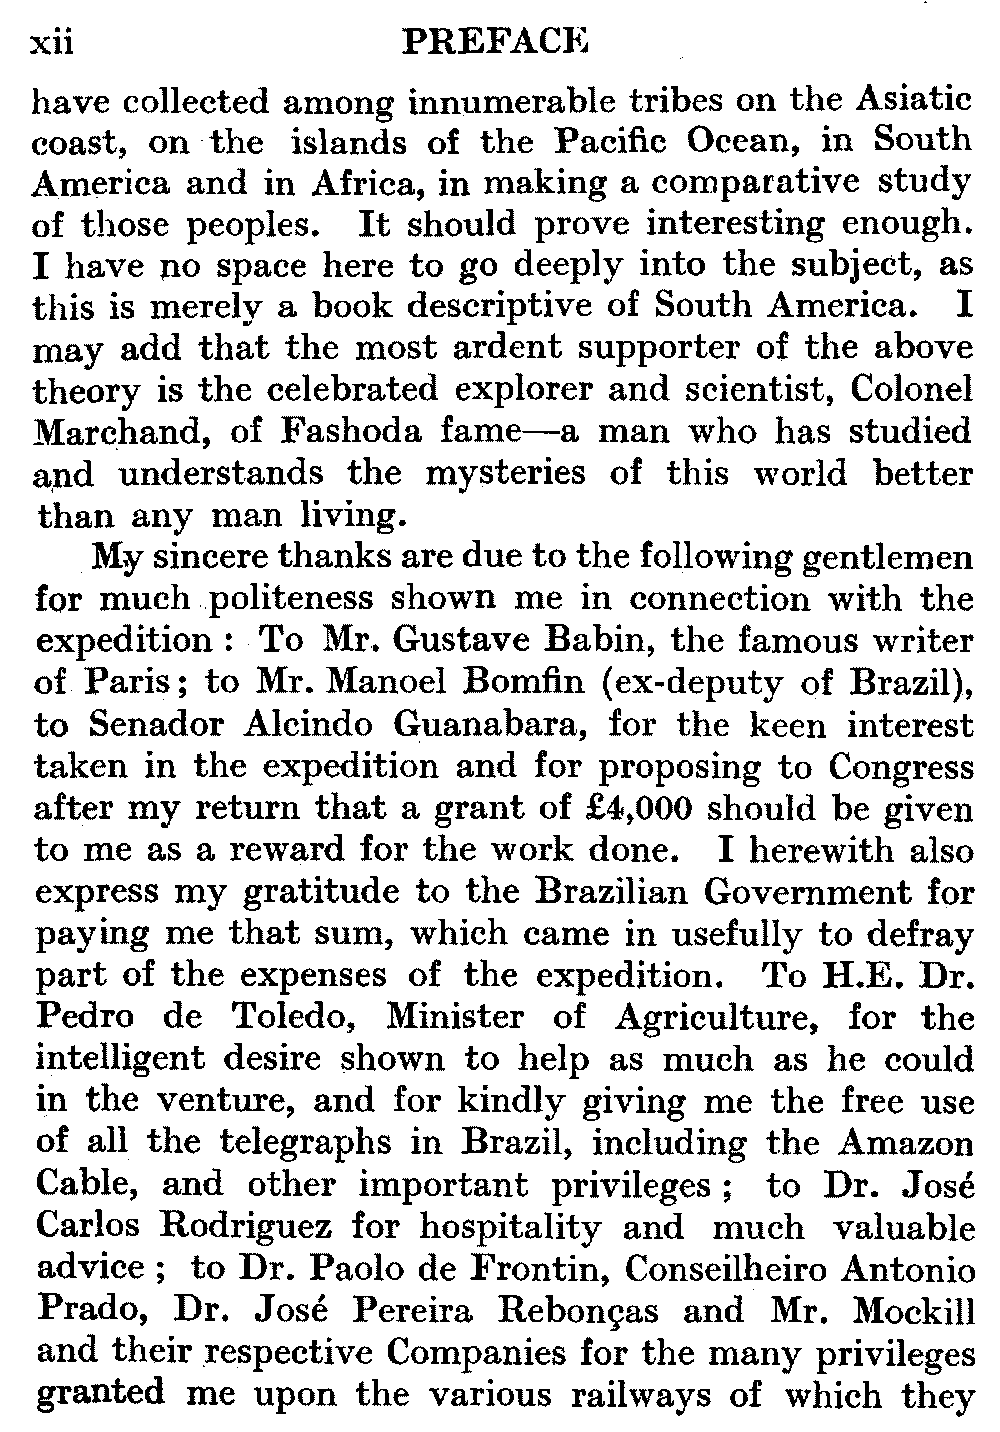 xii PREFACE
have collected among innumerable tribes on the Asiatic
coast, on the islands of the Pacific Ocean, in South
America and in Africa, in making a comparative study
of those peoples. It should prove interesting enough.
I have no space here to go deeply into the subject, as
this is merely a book descriptive of South America. I
may add that the most ardent supporter of the above
theory is the celebrated explorer and scientist, Colonel
Marchand, of Fashoda fame—a man who has studied
and understands the mysteries of this world better
than any man living.
My sincere thanks are due to the following gentlemen
for much politeness shown me in connection with the
expedition : To Mr. Gustave Babin, the famous writer
of Paris; to Mr. Manoel Bomfin (ex-deputy of Brazil),
to Senador Alcindo Guanabara, for the keen interest
taken in the expedition and for proposing to Congress
after my return that a grant of £4,000 should be given
to me as a reward for the work done. I herewith also
express my gratitude to the Brazilian Government for
paying me that sum, which came in usefully to defray
part of the expenses of the expedition. To H.E. Dr.
Pedro de Toledo, Minister of Agriculture, for the
intelligent desire shown to help as much as he could
in the venture, and for kindly giving me the free use
of all the telegraphs in Brazil, including the Amazon
Cable, and other important privileges ; to Dr. José
Carlos Rodriguez for hospitality and much valuable
advice ; to Dr. Paolo de Frontin, Conseilheiro Antonio
Prado, Dr. José Pereira Rebonças and Mr. Mockill
and their respective Companies for the many privileges
granted me upon the various railways of which they